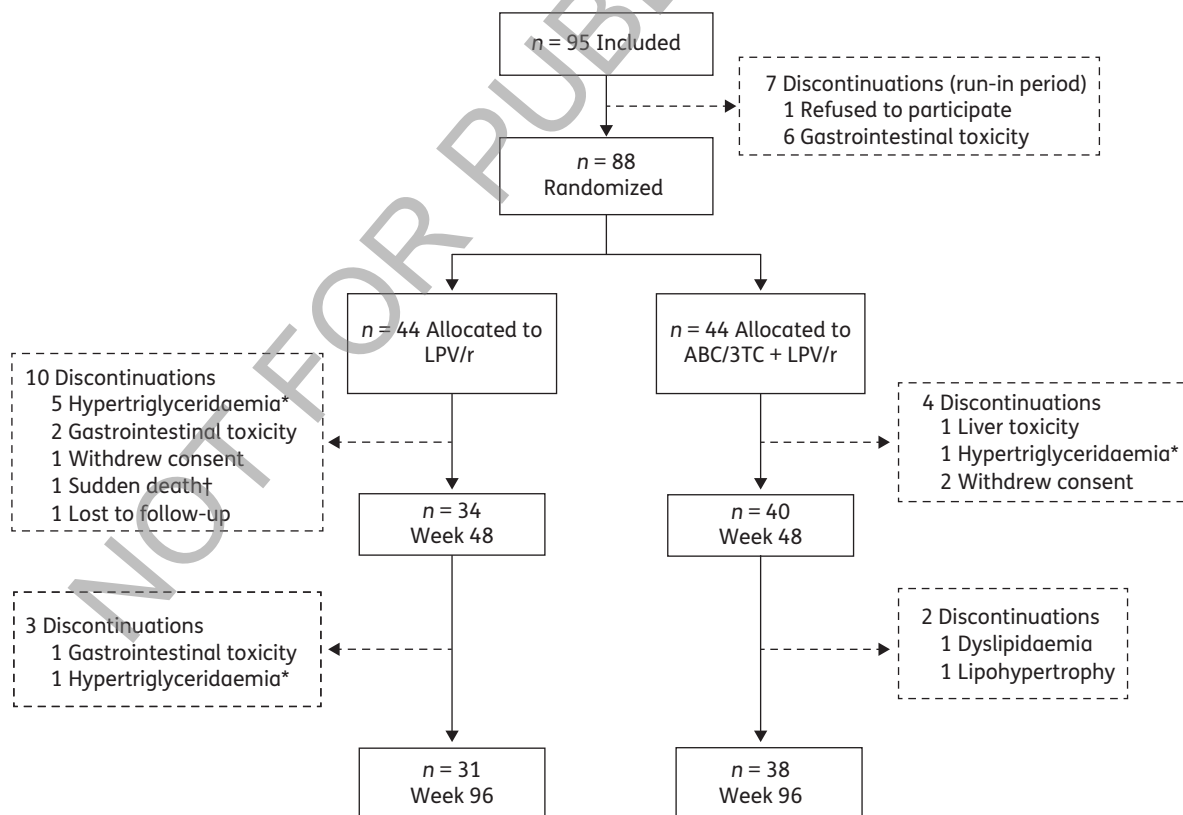 n = 95 Included
7 Discontinuations (run-in period)
1 Refused to participate
6 Gastrointestinal toxicity
n = 88
Randomized
n = 44 Allocated to
LPV/r
n = 44 Allocated to
ABC/3TC + LPV/r
10 Discontinuations
5 Hypertriglyceridaemia*
2 Gastrointestinal toxicity
1 Withdrew consent
1 Sudden death†
1 Lost to follow-up
4 Discontinuations
1 Liver toxicity
1 Hypertriglyceridaemia*
2 Withdrew consent
n = 34
Week 48
n = 40
Week 48
3 Discontinuations
1 Gastrointestinal toxicity
1 Hypertriglyceridaemia*
2 Discontinuations
1 Dyslipidaemia
1 Lipohypertrophy
n = 31
Week 96
n = 38
Week 96
NOT FOR PUB